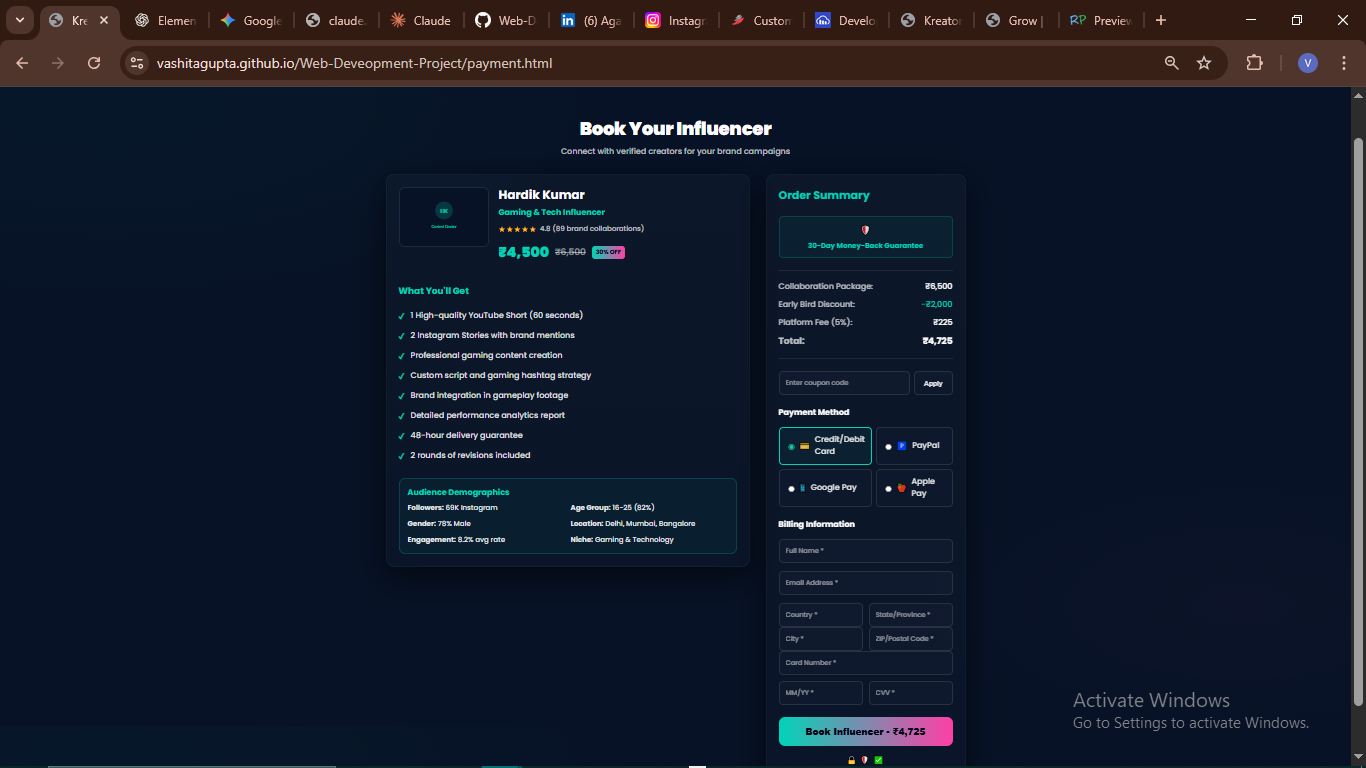 Kre
Elemen
Google
claude.
Claude
Web-D
(6) Aga
Instagr
Custom
Develo
Kreator
Grow |
Preview
vashitagupta.github.io/Web-Deveopment-Project/payment.html
V
Book Your Influencer
Connect with verified creators for your brand campaigns
HK
Hardik Kumar
Gaming & Tech Influencer
★★★★★ 4.8 (89 brand collaborations)
₹4,500 ₹6,500 30% OFF
What You'll Get
✓ 1 High-quality YouTube Short (60 seconds)
✓ 2 Instagram Stories with brand mentions
✓ Professional gaming content creation
✓ Custom script and gaming hashtag strategy
✓ Brand integration in gameplay footage
✓ Detailed performance analytics report
✓ 48-hour delivery guarantee
✓ 2 rounds of revisions included
Audience Demographics
Followers: 69K Instagram
Age Group: 16-25 (82%)
Gender: 78% Male
Location: Delhi, Mumbai, Bangalore
Engagement: 8.2% avg rate
Niche: Gaming & Technology
Order Summary
30-Day Money-Back Guarantee
Collaboration Package: ₹6,500
Early Bird Discount: -₹2,000
Platform Fee (5%): ₹225
Total: ₹4,725
Enter coupon code
Apply
Payment Method
Credit/Debit
Card
PayPal
Google Pay
Apple
Pay
Billing Information
Full Name *
Email Address *
Country *
State/Province *
City *
ZIP/Postal Code *
Card Number *
MM/YY *
CVV *
Book Influencer - ₹4,725
Activate Windows
Go to Settings to activate Windows.